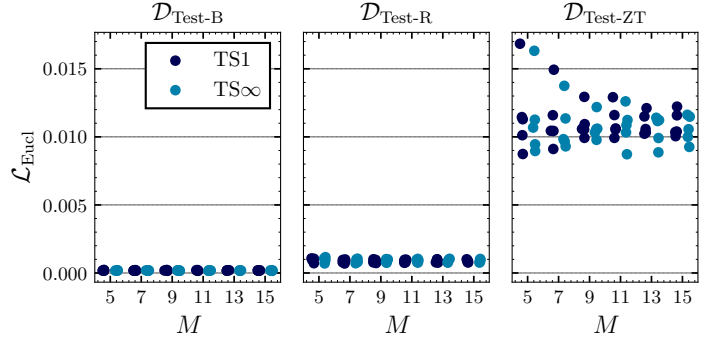 𝒟Test-B 𝒟Test-R 𝒟Test-ZT
TS1
TS∞
ℒEucl
0.015
0.010
0.005
0.000
5 7 9 11 13 15 5 7 9 11 13 15 5 7 9 11 13 15
M M M